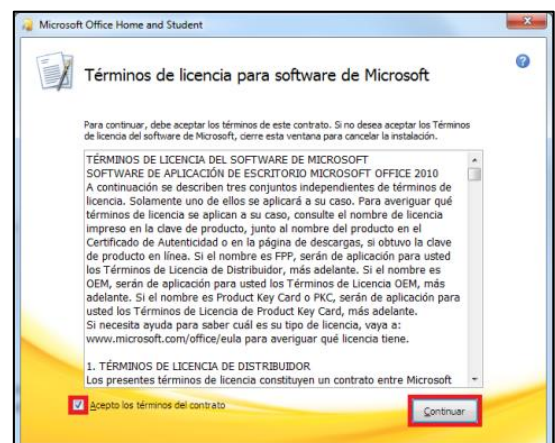 Microsoft Office Home and Student
Términos de licencia para software de Microsoft
Para continuar, debe aceptar los términos de este contrato. Si no desea aceptar los Términos
de licencia del software de Microsoft, cierre esta ventana para cancelar la instalación.
TÉRMINOS DE LICENCIA DEL SOFTWARE DE MICROSOFT
SOFTWARE DE APLICACIÓN DE ESCRITORIO MICROSOFT OFFICE 2010
A continuación se describen tres conjuntos independientes de términos de
licencia. Solamente uno de ellos se aplicará a su caso. Para averiguar qué
términos de licencia se aplican a su caso, consulte el nombre de licencia
impreso en la clave de producto, junto al nombre del producto en el
Certificado de Autenticidad o en la página de descargas, si obtuvo la clave
de producto en línea. Si el nombre es FPP, serán de aplicación para usted
los Términos de Licencia de Distribuidor, más adelante. Si el nombre es
OEM, serán de aplicación para usted los Términos de Licencia OEM, más
adelante. Si el nombre es Product Key Card o PKC, serán de aplicación para
usted los Términos de Licencia de Product Key Card, más adelante.
Si necesita ayuda para saber cuál es su tipo de licencia, vaya a:
www.microsoft.com/office/eula para averiguar qué licencia tiene.
1. TÉRMINOS DE LICENCIA DE DISTRIBUIDOR
Los presentes términos de licencia constituyen un contrato entre Microsoft
Acepto los términos del contrato
Continuar